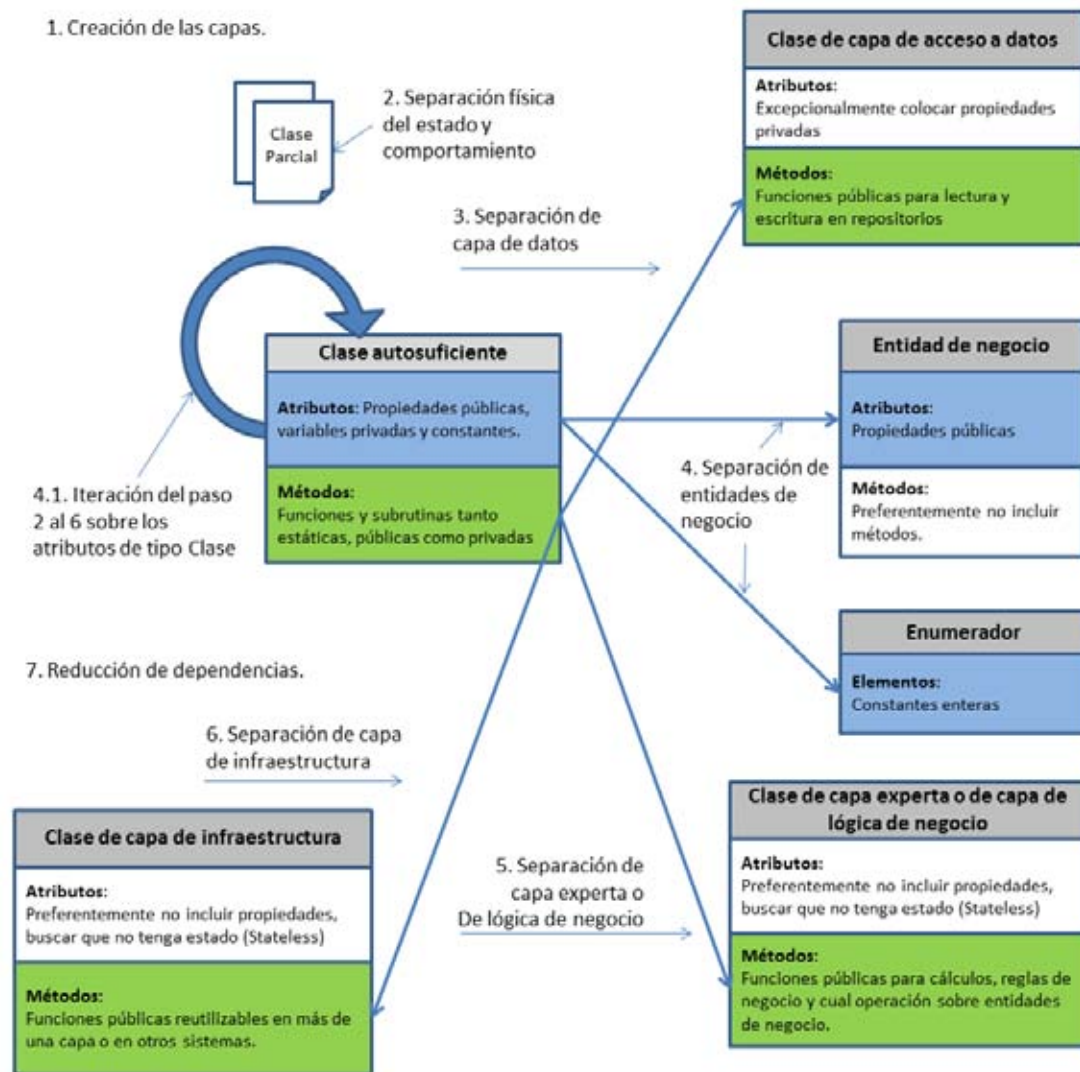 1. Creación de las capas.
Clase
Parcial
2. Separación física
del estado y
comportamiento
3. Separación de
capa de datos
Clase de capa de acceso a datos
Atributos:
Excepcionalmente colocar propiedades
privadas
Métodos:
Funciones públicas para lectura y
escritura en repositorios
Clase autosuficiente
Atributos: Propiedades públicas,
variables privadas y constantes.
Métodos:
Funciones y subrutinas tanto
estáticas, públicas como privadas
4.1. Iteración del paso
2 al 6 sobre los
atributos de tipo Clase
4. Separación de
entidades de
negocio
Entidad de negocio
Atributos:
Propiedades públicas
Métodos:
Preferentemente no incluir
métodos.
Enumerador
Elementos:
Constantes enteras
7. Reducción de dependencias.
6. Separación de capa
de infraestructura
Clase de capa de infraestructura
Atributos:
Preferentemente no incluir propiedades,
buscar que no tenga estado (Stateless)
Métodos:
Funciones públicas reutilizables en más de
una capa o en otros sistemas.
5. Separación de
capa experta o
De lógica de negocio
Clase de capa experta o de capa de
lógica de negocio
Atributos:
Preferentemente no incluir propiedades,
buscar que no tenga estado (Stateless)
Métodos:
Funciones públicas para cálculos, reglas de
negocio y cual operación sobre entidades
de negocio.